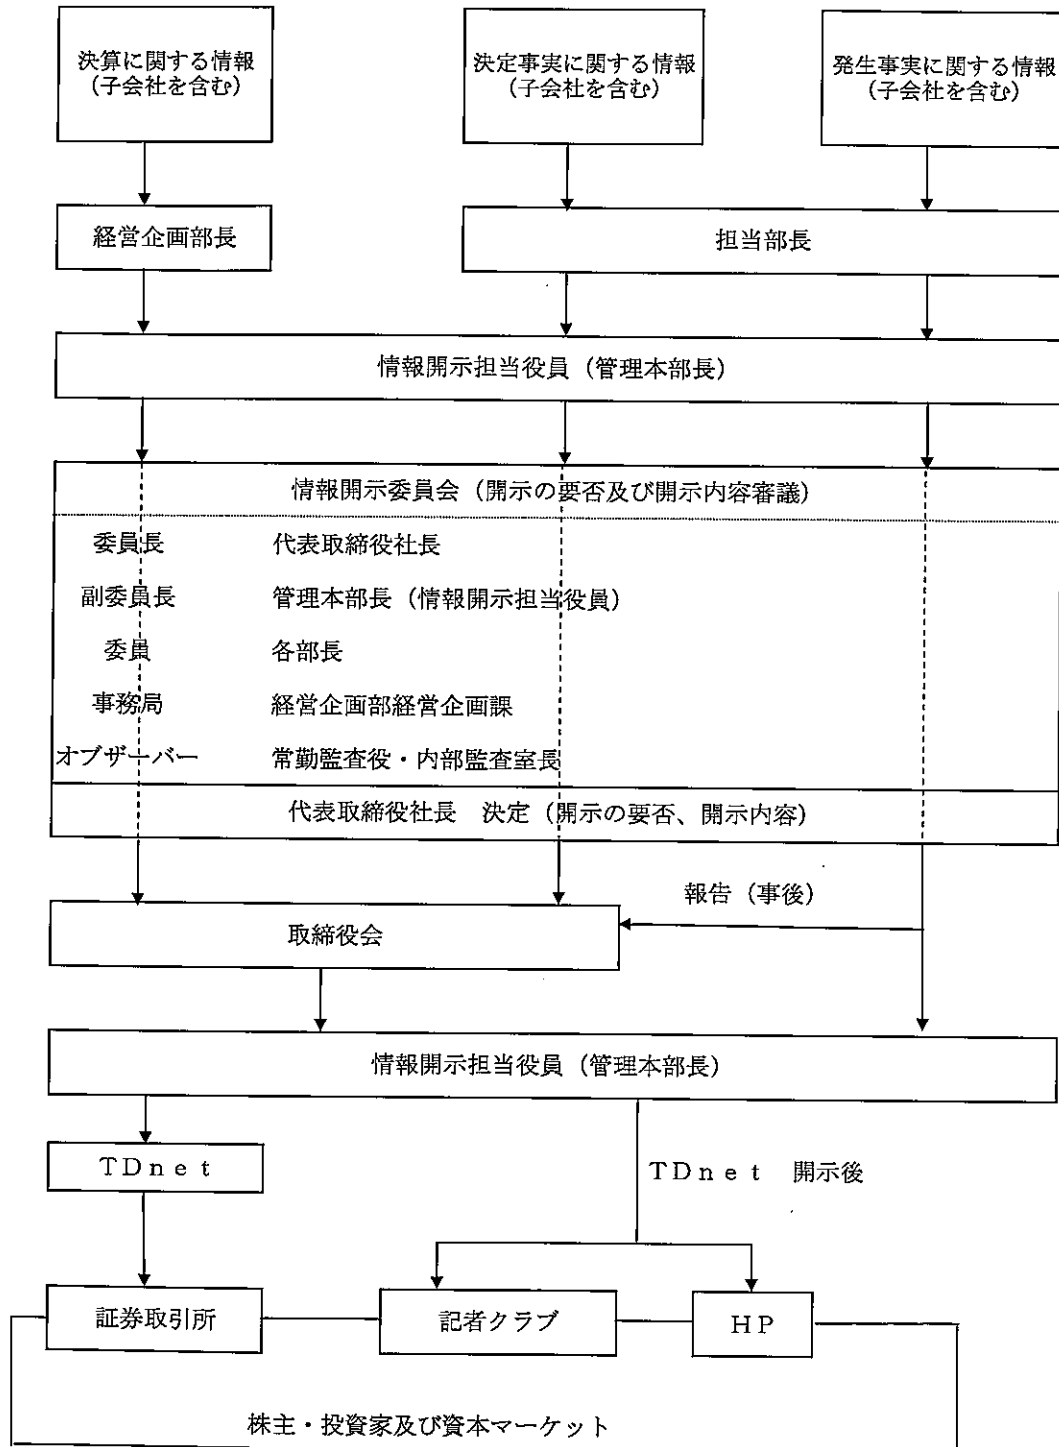 決算に関する情報
(子会社を含む)
決定事実に関する情報
(子会社を含む)
発生事実に関する情報
(子会社を含む)
経営企画部長
担当部長
情報開示担当役員（管理本部長）
情報開示委員会（開示の要否及び開示内容審議）
委員長 代表取締役社長
副委員長 管理本部長（情報開示担当役員）
委員 各部長
事務局 経営企画部経営企画課
オブザーバー 常勤監査役・内部監査室長
代表取締役社長　決定（開示の要否、開示内容）
報告（事後）
取締役会
情報開示担当役員（管理本部長）
ＴＤｎｅｔ
ＴＤｎｅｔ　開示後
証券取引所
記者クラブ
ＨＰ
株主・投資家及び資本マーケット